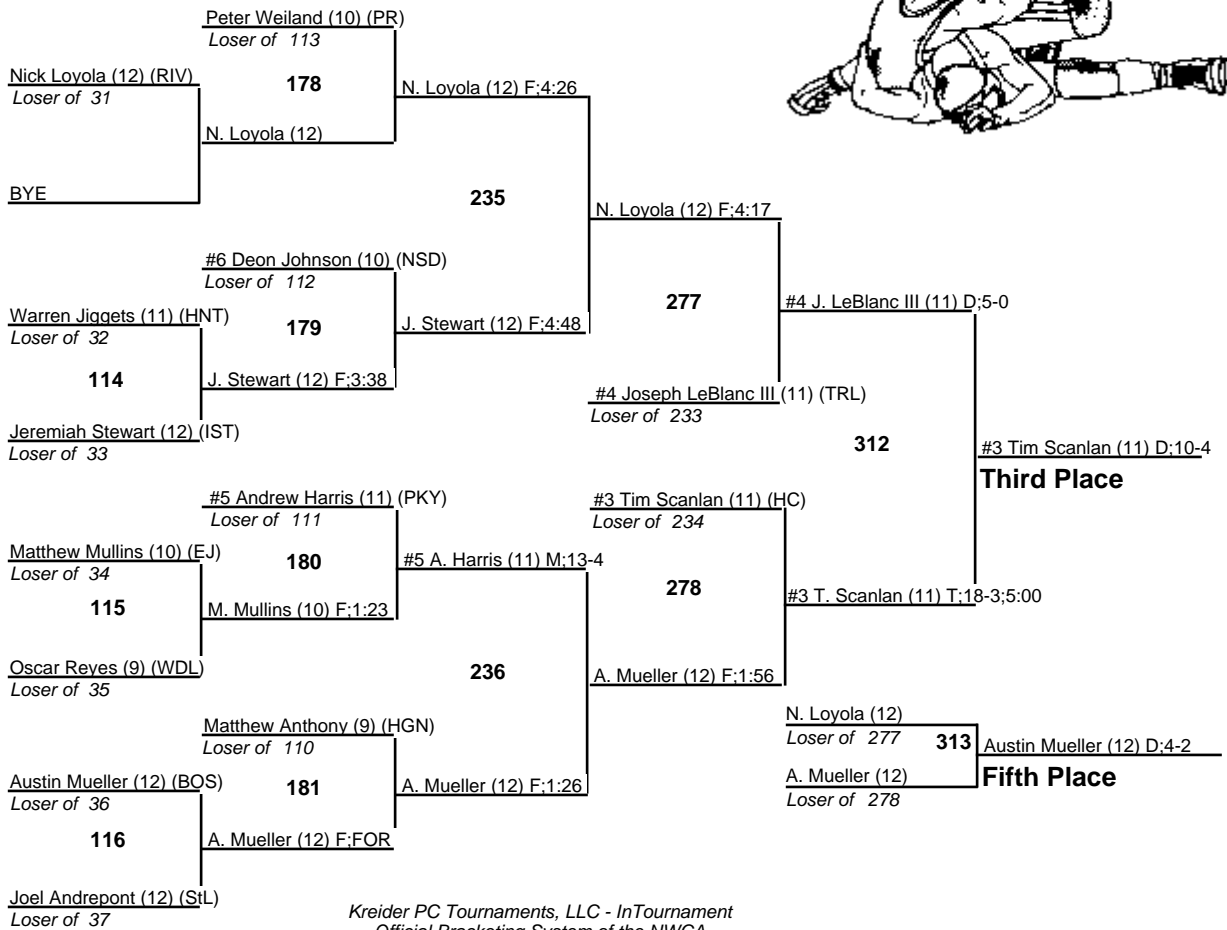 Peter Weiland (10) (PR)
Loser of 113
Nick Loyola (12) (RIV)
Loser of 31
178
N. Loyola (12) F;4:26
N. Loyola (12)
BYE
235
N. Loyola (12) F;4:17
#6 Deon Johnson (10) (NSD)
Loser of 112
Warren Jiggets (11) (HNT)
Loser of 32
179
J. Stewart (12) F;4:48
277
#4 J. LeBlanc III (11) D;5-0
114
J. Stewart (12) F;3:38
#4 Joseph LeBlanc III (11) (TRL)
Loser of 233
Jeremiah Stewart (12) (IST)
Loser of 33
312
#3 Tim Scanlan (11) D;10-4
Third Place
#5 Andrew Harris (11) (PKY)
Loser of 111
#3 Tim Scanlan (11) (HC)
Loser of 234
Matthew Mullins (10) (EJ)
Loser of 34
180
#5 A. Harris (11) M;13-4
278
#3 T. Scanlan (11) T;18-3;5:00
115
M. Mullins (10) F;1:23
Oscar Reyes (9) (WDL)
Loser of 35
236
A. Mueller (12) F;1:56
Matthew Anthony (9) (HGN)
Loser of 110
N. Loyola (12)
Loser of 277
313
Austin Mueller (12) D;4-2
Fifth Place
Austin Mueller (12) (BOS)
Loser of 36
181
A. Mueller (12) F;1:26
A. Mueller (12)
Loser of 278
116
A. Mueller (12) F;FOR
Joel Andrepont (12) (StL)
Loser of 37
Kreider PC Tournaments, LLC - InTournament
Official Bracketing System of the NWCA